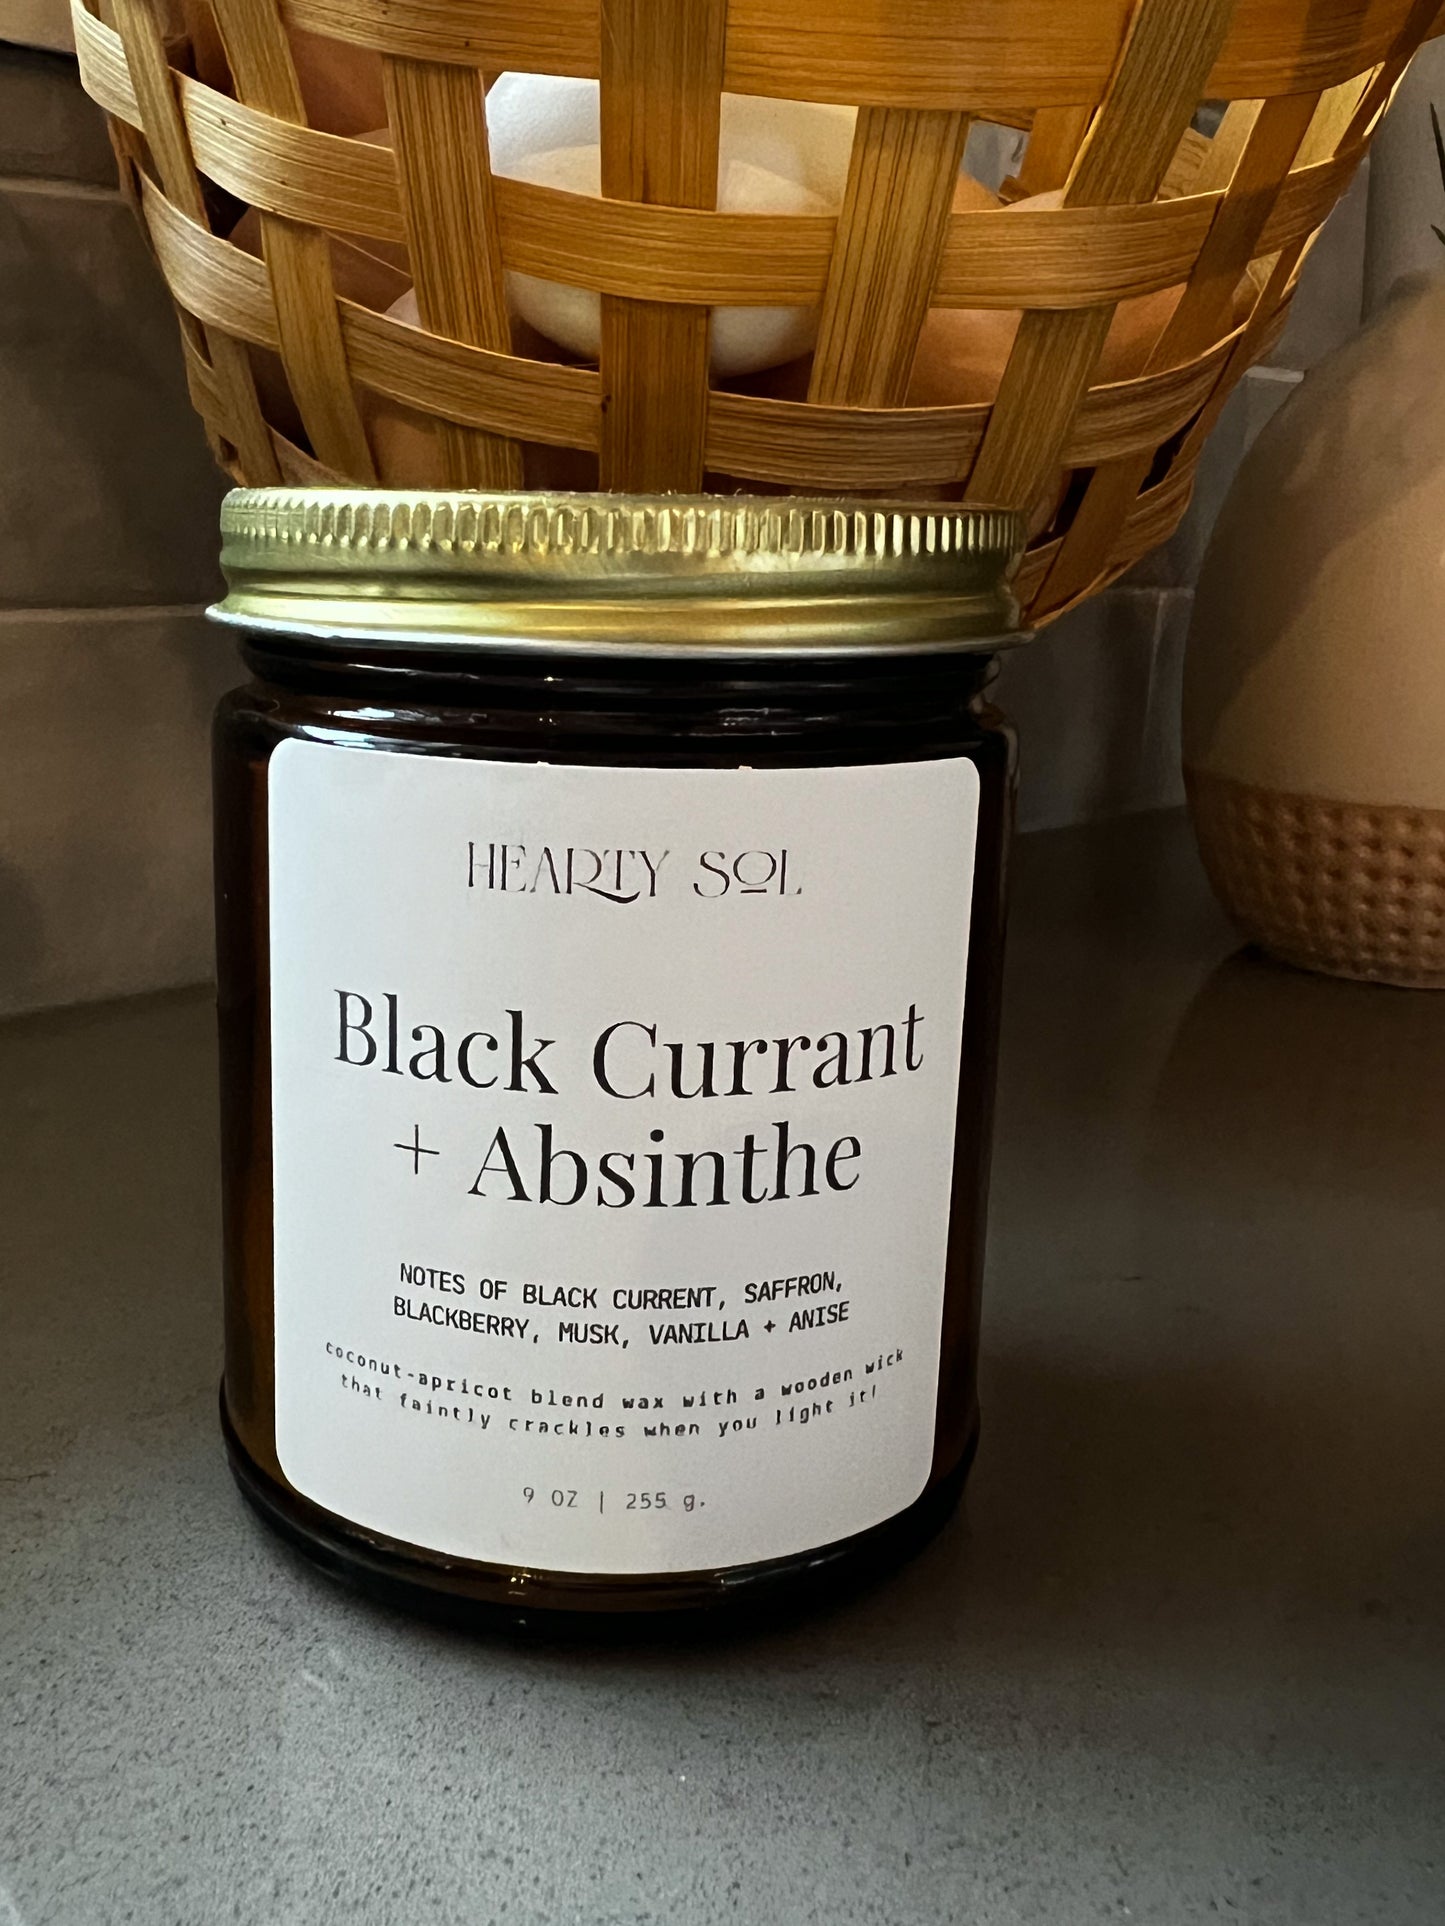 HEARTY SOL
Black Currant
+ Absinthe
NOTES OF BLACK CURRENT, SAFFRON,
BLACKBERRY, MUSK, VANILLA + ANISE
coconut-apricot blend wax with a wooden wick
that faintly crackles when you light it!
9 OZ | 255 g.